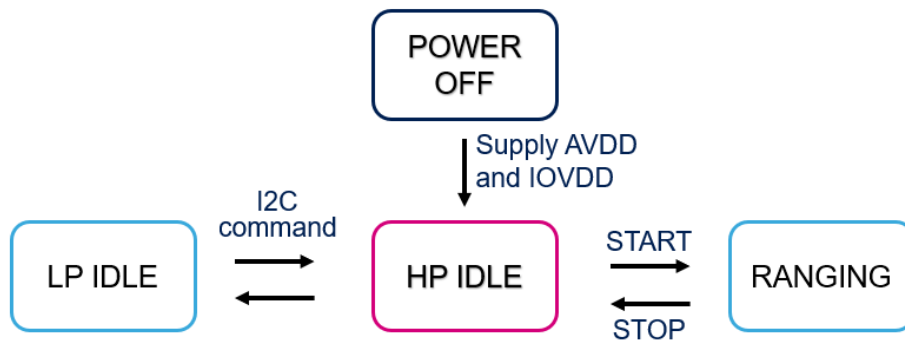 POWER
OFF
Supply AVDD
and IOVDD
I2C
command
START
LP IDLE
HP IDLE
RANGING
STOP